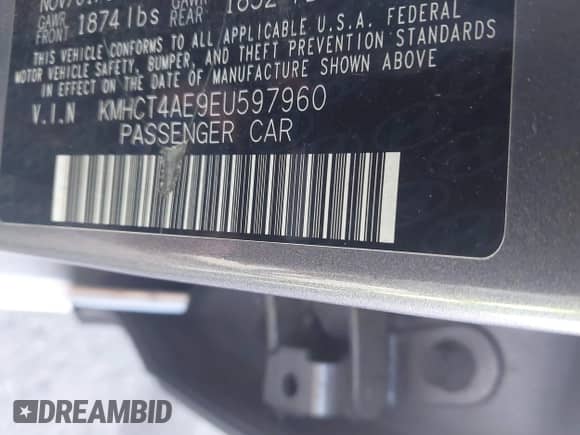 GAWR FRONT 1874 lbs GAWR REAR
THIS VEHICLE CONFORMS TO ALL APPLICABLE U.S.A. FEDERAL
MOTOR VEHICLE SAFETY, BUMPER, AND THEFT PREVENTION STANDARDS
IN EFFECT ON THE DATE OF MANUFACTURE SHOWN ABOVE
V.I.N KMHCT4AE9EU597960
PASSENGER CAR
DREAMBID